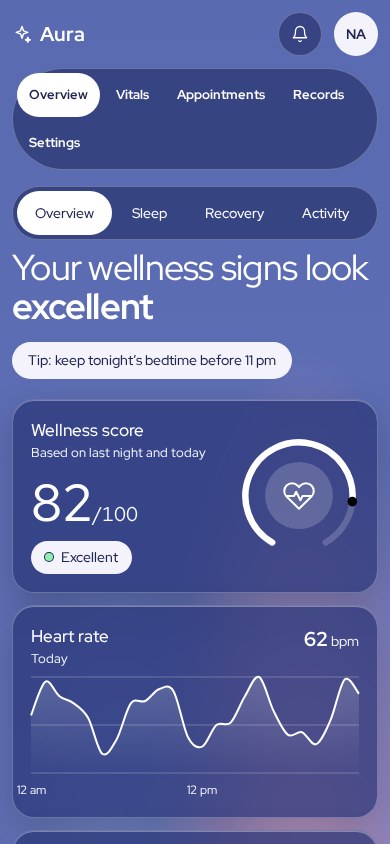 Aura
NA
Overview Vitals Appointments Records
Settings
Overview Sleep Recovery Activity
Your wellness signs look
excellent
Tip: keep tonight's bedtime before 11 pm
Wellness score
Based on last night and today
82/100
Excellent
Heart rate
62 bpm
Today
12 am 12 pm